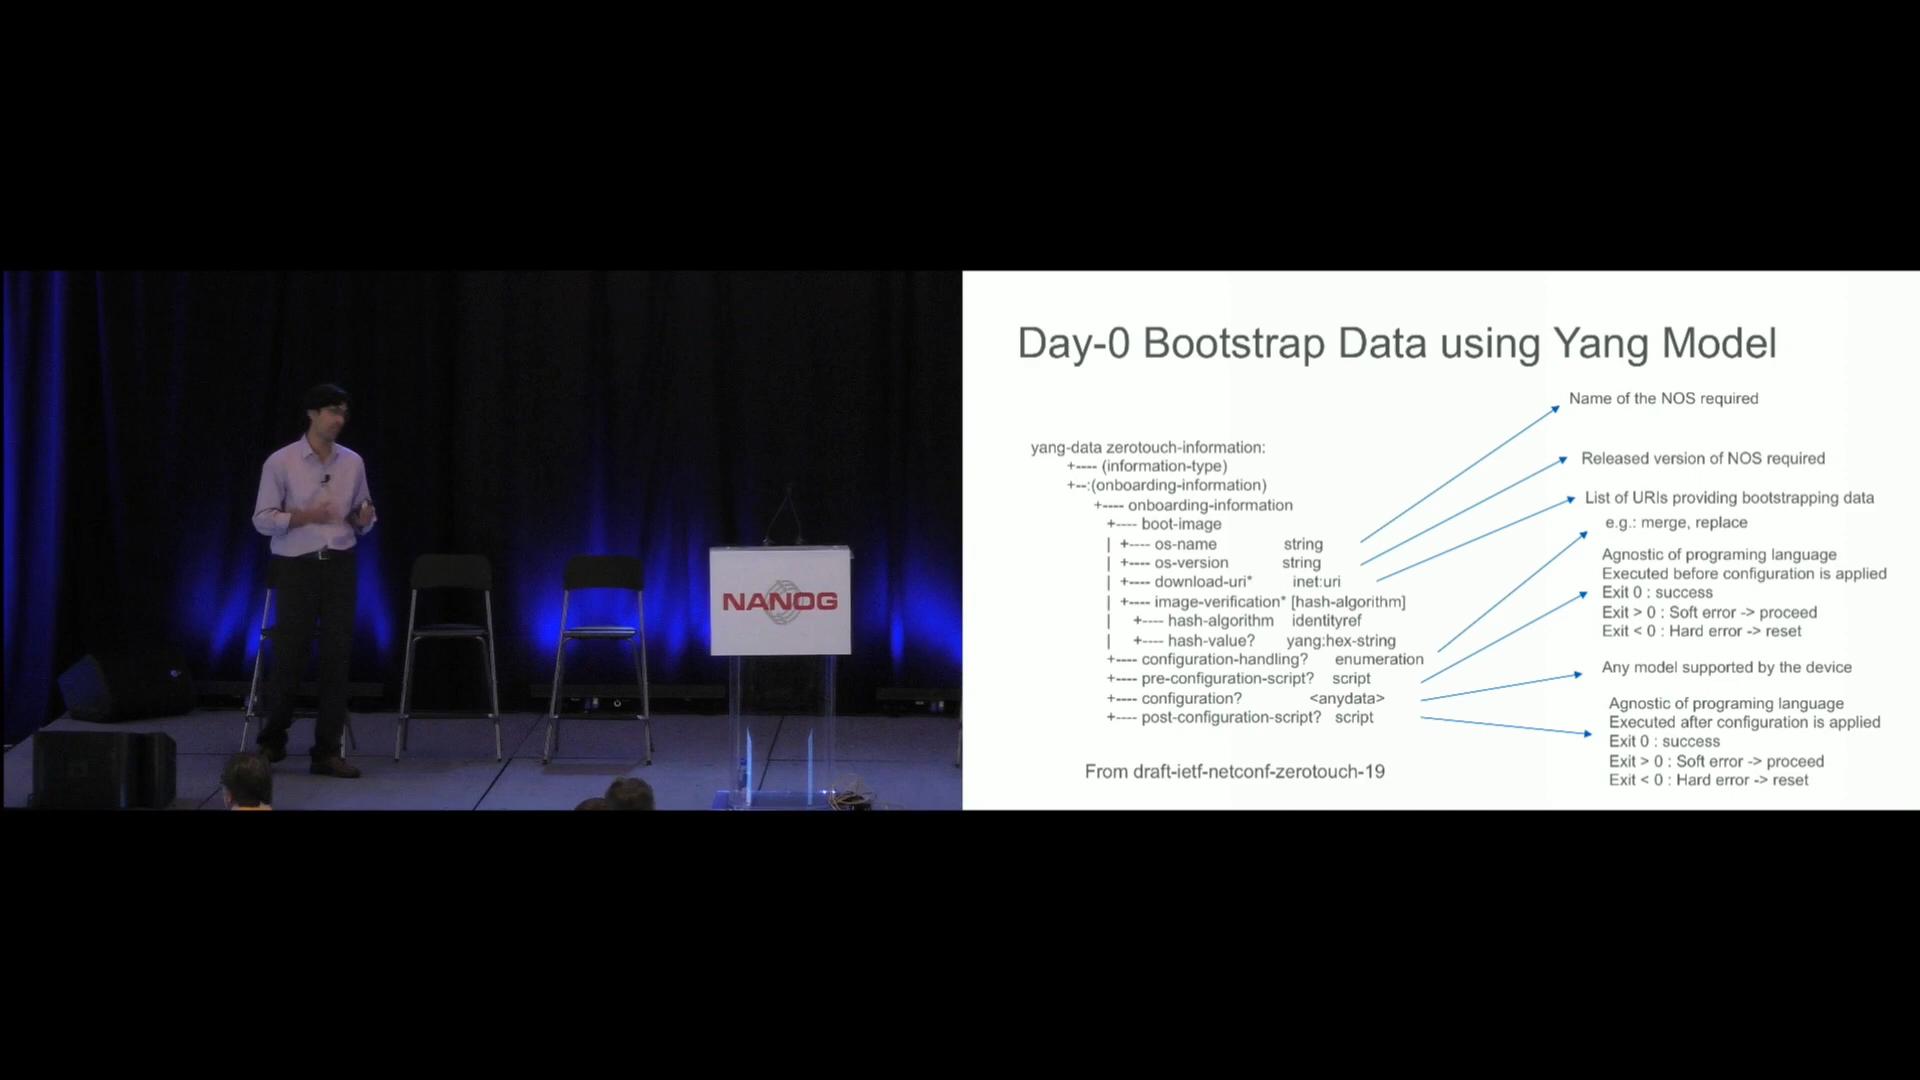 NANOG
Day-0 Bootstrap Data using Yang Model
yang-data zerotouch-information:
+---- (information-type)
+--:(onboarding-information)
+---- onboarding-information
+---- boot-image
| +---- os-name string
| +---- os-version string
| +---- download-uri* inet:uri
| +---- image-verification* [hash-algorithm]
| +---- hash-algorithm identityref
| +---- hash-value? yang:hex-string
+---- configuration-handling? enumeration
+---- pre-configuration-script? script
+---- configuration? <anydata>
+---- post-configuration-script? script
From draft-ietf-netconf-zerotouch-19
Name of the NOS required
Released version of NOS required
List of URIs providing bootstrapping data
e.g.: merge, replace
Agnostic of programing language
Executed before configuration is applied
Exit 0 : success
Exit > 0 : Soft error -> proceed
Exit < 0 : Hard error -> reset
Any model supported by the device
Agnostic of programing language
Executed after configuration is applied
Exit 0 : success
Exit > 0 : Soft error -> proceed
Exit < 0 : Hard error -> reset